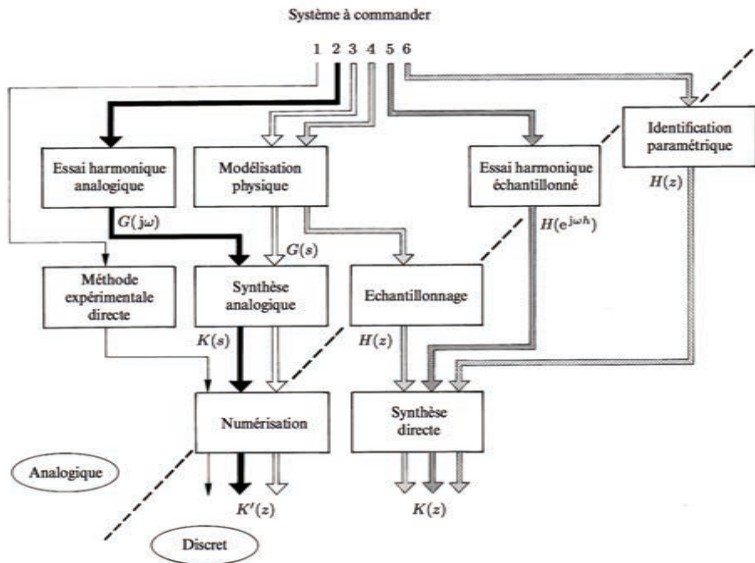 Système à commander
1 2 3 4 5 6
Essai harmonique
analogique
Modélisation
physique
Essai harmonique
échantillonné
Identification
paramétrique
G(jω)
G(s)
H(e^{jωh})
H(z)
Méthode
expérimentale
directe
Synthèse
analogique
Echantillonnage
K(s)
H(z)
Numérisation
Synthèse
directe
Analogique
K'(z)
K(z)
Discret